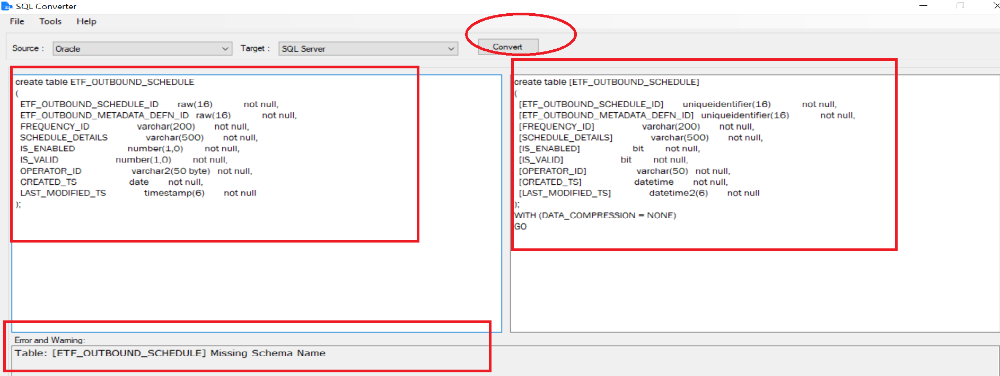 SQL Converter
File Tools Help
Source : Oracle Target : SQL Server Convert
create table ETF_OUTBOUND_SCHEDULE
(
ETF_OUTBOUND_SCHEDULE_ID raw(16) not null,
ETF_OUTBOUND_METADATA_DEFN_ID raw(16) not null,
FREQUENCY_ID varchar(200) not null,
SCHEDULE_DETAILS varchar(500) not null,
IS_ENABLED number(1,0) not null,
IS_VALID number(1,0) not null,
OPERATOR_ID varchar2(50 byte) not null,
CREATED_TS date not null,
LAST_MODIFIED_TS timestamp(6) not null
);
create table [ETF_OUTBOUND_SCHEDULE]
(
[ETF_OUTBOUND_SCHEDULE_ID] uniqueidentifier(16) not null,
[ETF_OUTBOUND_METADATA_DEFN_ID] uniqueidentifier(16) not null,
[FREQUENCY_ID] varchar(200) not null,
[SCHEDULE_DETAILS] varchar(500) not null,
[IS_ENABLED] bit not null,
[IS_VALID] bit not null,
[OPERATOR_ID] varchar(50) not null,
[CREATED_TS] datetime not null,
[LAST_MODIFIED_TS] datetime2(6) not null
);
WITH (DATA_COMPRESSION = NONE)
GO
Error and Warning:
Table: [ETF_OUTBOUND_SCHEDULE] Missing Schema Name